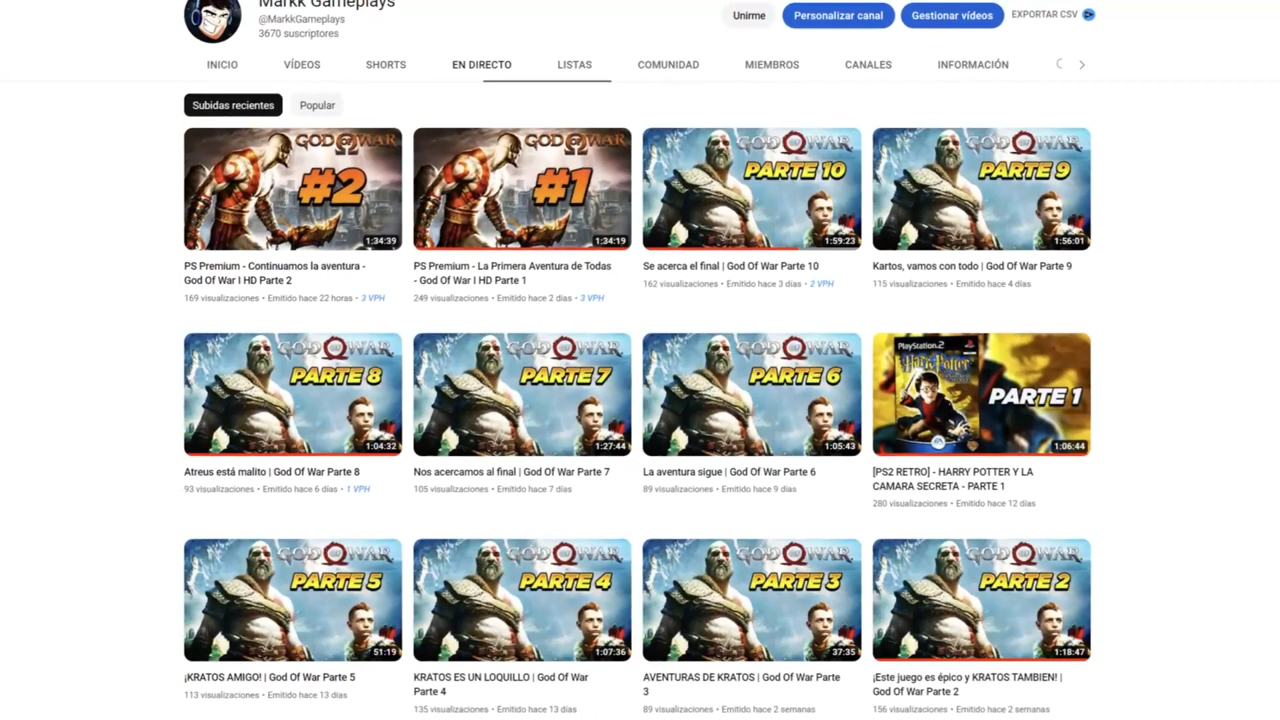 Markk Gameplays
@MarkkGameplays
3670 suscriptores
Unirme
Personalizar canal
Gestionar vídeos
EXPORTAR CSV
INICIO
VÍDEOS
SHORTS
EN DIRECTO
LISTAS
COMUNIDAD
MIEMBROS
CANALES
INFORMACIÓN
Subidas recientes
Popular
GOD OF WAR
#2
1:34:39
GOD OF WAR
#1
1:34:19
GOD OF WAR
PARTE 10
1:59:23
GOD OF WAR
PARTE 9
1:56:01
PS Premium - Continuamos la aventura -
God Of War I HD Parte 2
169 visualizaciones • Emitido hace 22 horas • 3 VPH
PS Premium - La Primera Aventura de Todas
- God Of War I HD Parte 1
249 visualizaciones • Emitido hace 2 días • 3 VPH
Se acerca el final | God Of War Parte 10
162 visualizaciones • Emitido hace 3 días • 2 VPH
Kartos, vamos con todo | God Of War Parte 9
115 visualizaciones • Emitido hace 4 días
GOD OF WAR
PARTE 8
1:04:32
GOD OF WAR
PARTE 7
1:27:44
GOD OF WAR
PARTE 6
1:05:43
PlayStation.2
Harry Potter
EA
PARTE 1
1:06:44
Atreus está malito | God Of War Parte 8
93 visualizaciones • Emitido hace 6 días • 1 VPH
Nos acercamos al final | God Of War Parte 7
105 visualizaciones • Emitido hace 7 días
La aventura sigue | God Of War Parte 6
89 visualizaciones • Emitido hace 9 días
[PS2 RETRO] - HARRY POTTER Y LA
CAMARA SECRETA - PARTE 1
280 visualizaciones • Emitido hace 12 días
GOD OF WAR
PARTE 5
51:19
GOD OF WAR
PARTE 4
1:07:36
GOD OF WAR
PARTE 3
37:35
GOD OF WAR
PARTE 2
1:18:47
¡KRATOS AMIGO! | God Of War Parte 5
113 visualizaciones • Emitido hace 13 días
KRATOS ES UN LOQUILLO | God Of War
Parte 4
135 visualizaciones • Emitido hace 13 días
AVENTURAS DE KRATOS | God Of War Parte
3
89 visualizaciones • Emitido hace 2 semanas
¡Este juego es épico y KRATOS TAMBIEN! |
God Of War Parte 2
156 visualizaciones • Emitido hace 2 semanas